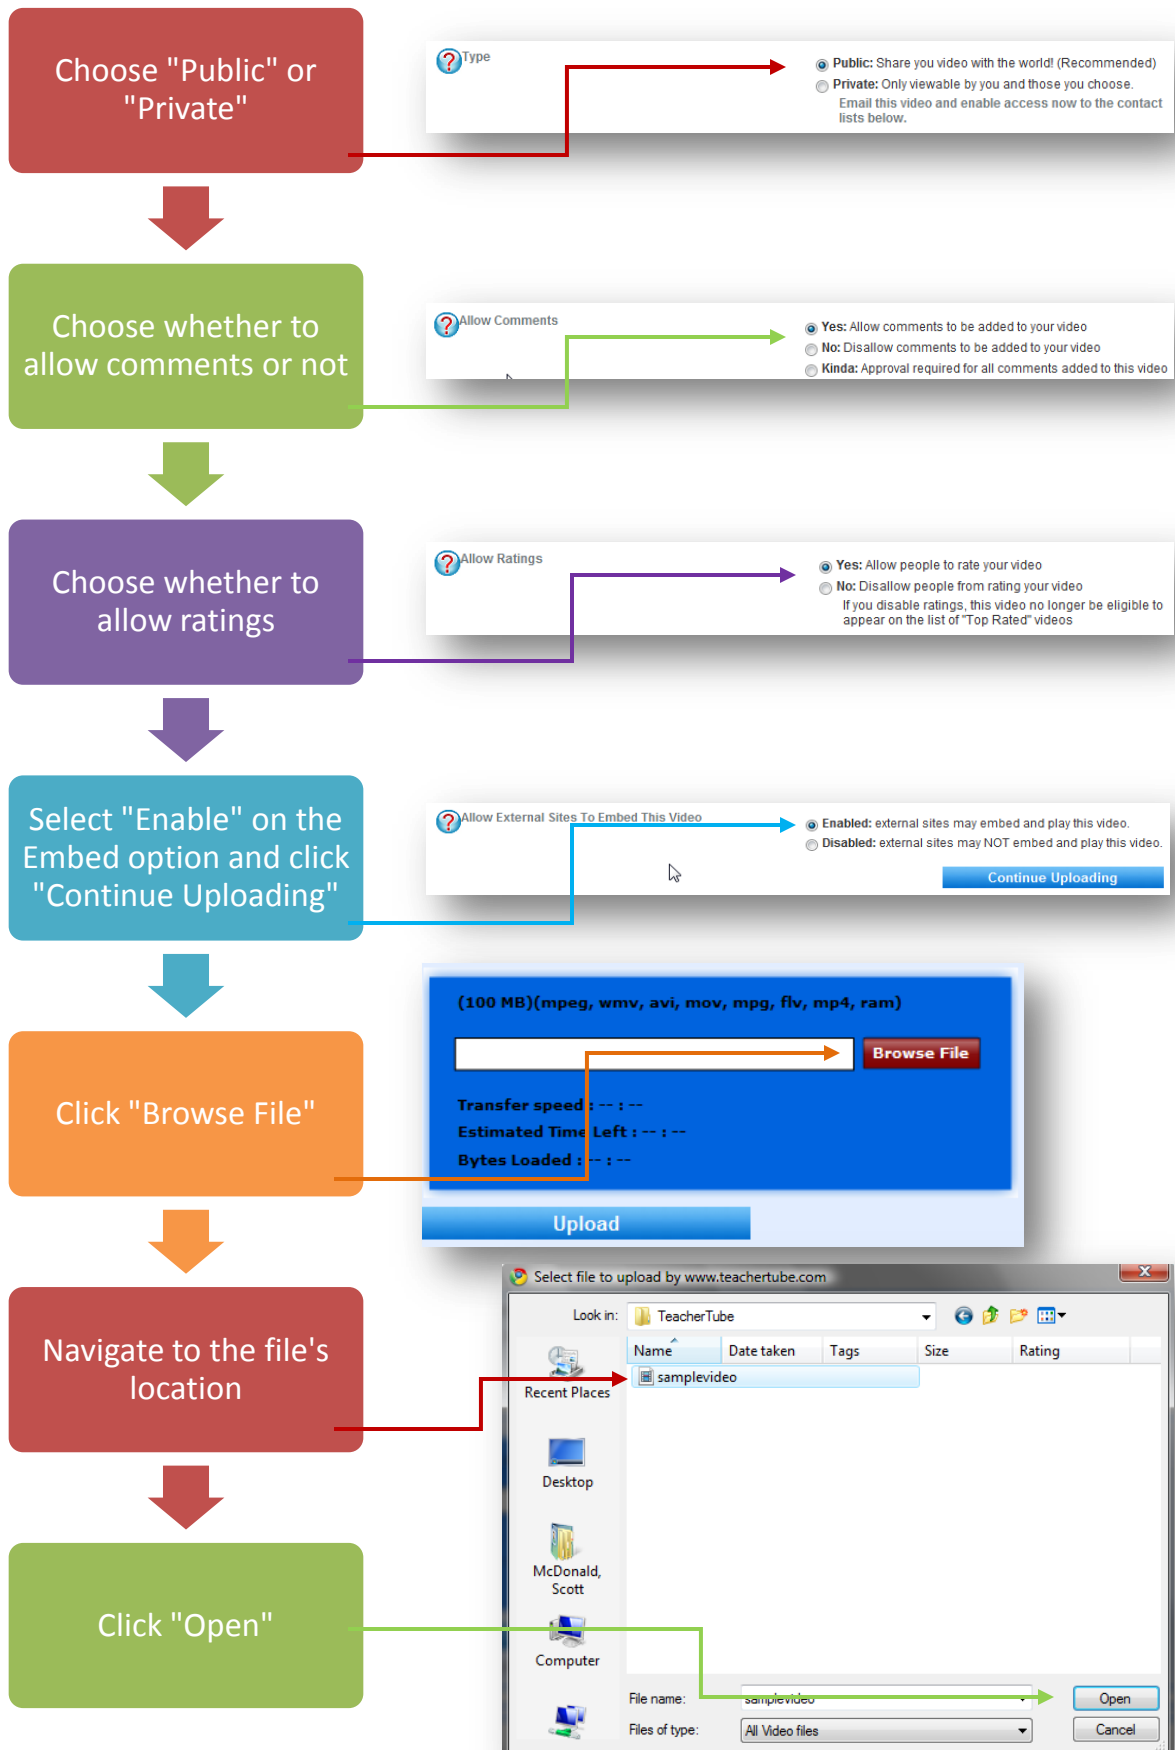 Choose "Public" or
"Private"
Type
Public: Share you video with the world! (Recommended)
Private: Only viewable by you and those you choose.
Email this video and enable access now to the contact
lists below.
Choose whether to
allow comments or not
Allow Comments
Yes: Allow comments to be added to your video
No: Disallow comments to be added to your video
Kinda: Approval required for all comments added to this video
Choose whether to
allow ratings
Allow Ratings
Yes: Allow people to rate your video
No: Disallow people from rating your video
If you disable ratings, this video no longer be eligible to
appear on the list of "Top Rated" videos
Select "Enable" on the
Embed option and click
"Continue Uploading"
Allow External Sites To Embed This Video
Enabled: external sites may embed and play this video.
Disabled: external sites may NOT embed and play this video.
Continue Uploading
Click "Browse File"
(100 MB)(mpeg, wmv, avi, mov, mpg, flv, mp4, ram)
Browse File
Transfer speed : -- : --
Estimated Time Left : -- : --
Bytes Loaded : -- : --
Upload
Navigate to the file's
location
Select file to upload by www.teachertube.com
Look in: TeacherTube
Name Date taken Tags Size Rating
samplevideo
Recent Places
Desktop
McDonald,
Scott
Computer
Click "Open"
File name: samplevideo Open
Files of type: All Video files Cancel